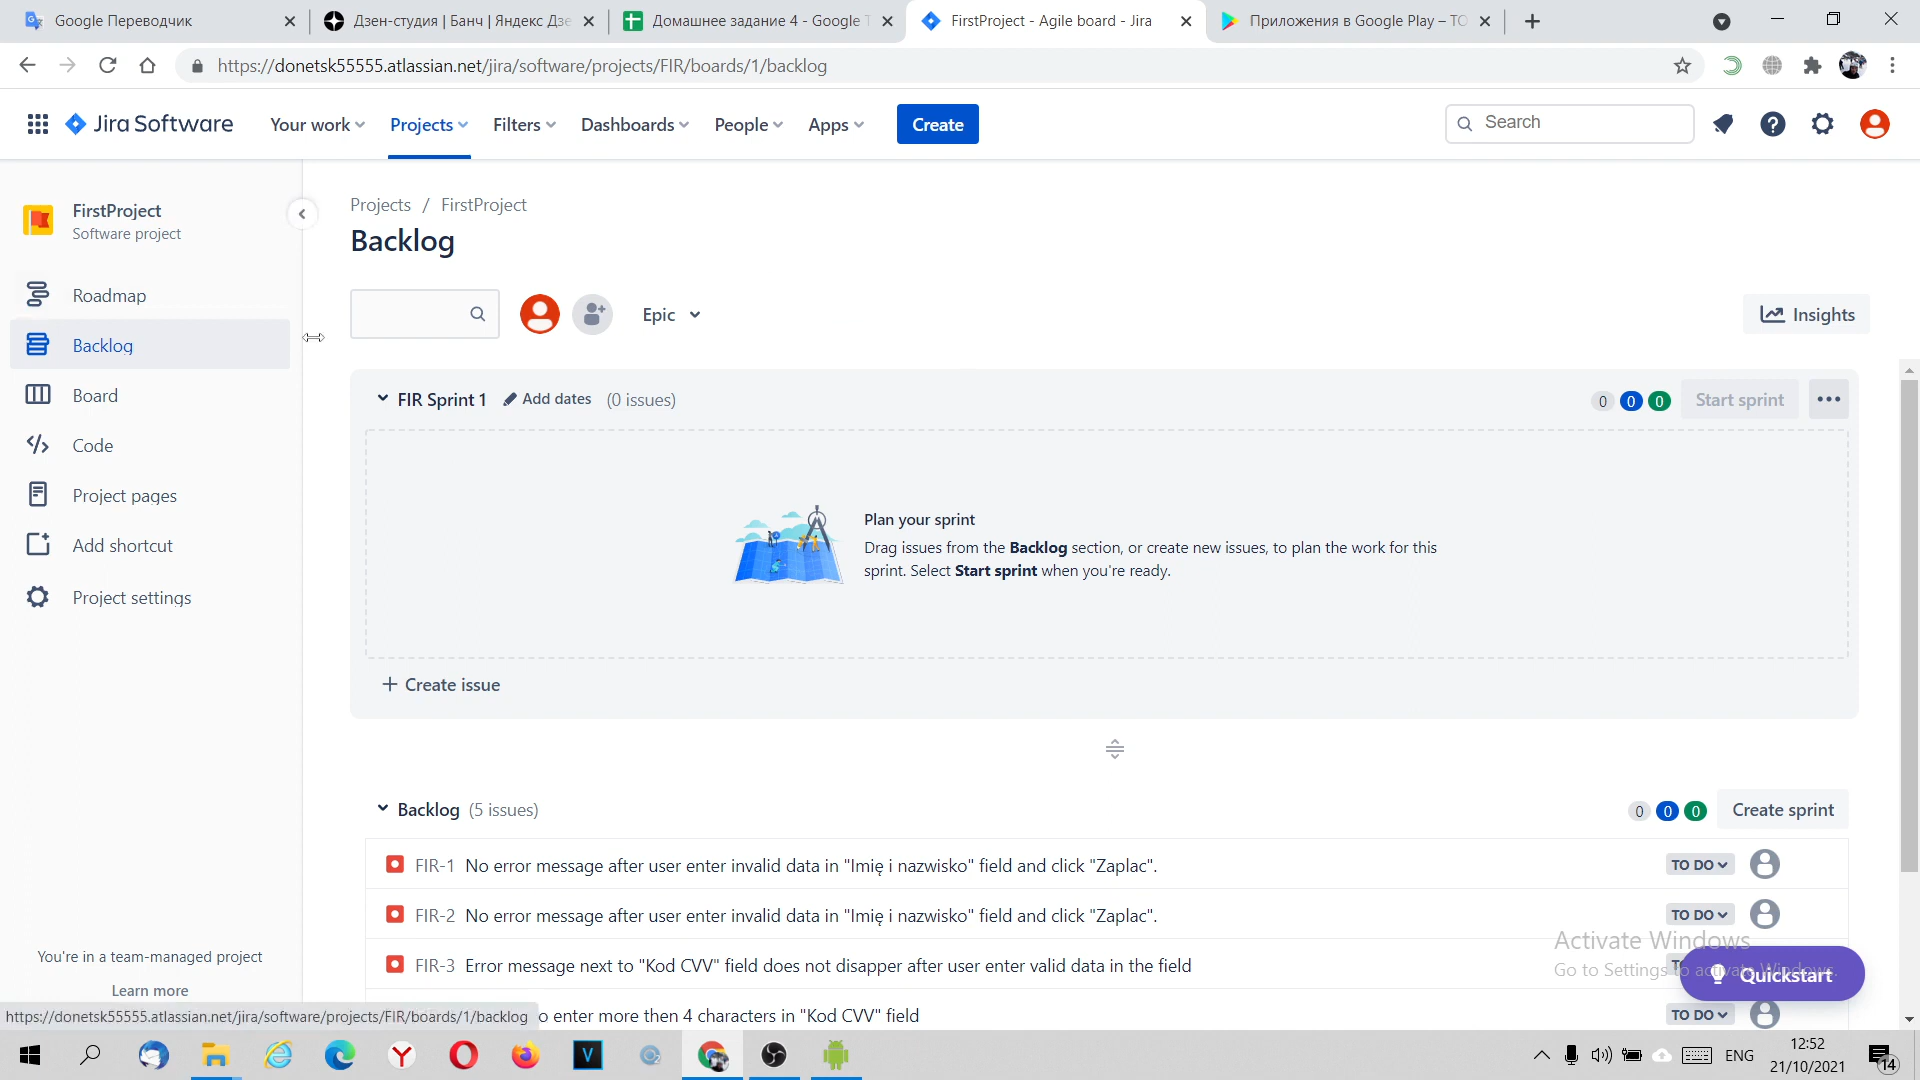 Google Переводчик
Дзен-студия | Банч | Яндекс Дзе
Домашнее задание 4 - Google Т
FirstProject - Agile board - Jira
Приложения в Google Play – ТО
https://donetsk55555.atlassian.net/jira/software/projects/FIR/boards/1/backlog
Jira Software
Your work
Projects
Filters
Dashboards
People
Apps
Create
Search
FirstProject
Software project
Roadmap
Backlog
Board
Code
Project pages
Add shortcut
Project settings
You're in a team-managed project
Learn more
Projects / FirstProject
Backlog
Epic
Insights
FIR Sprint 1 Add dates (0 issues)
0 0 0 Start sprint
Plan your sprint
Drag issues from the Backlog section, or create new issues, to plan the work for this
sprint. Select Start sprint when you're ready.
+ Create issue
Backlog (5 issues)
0 0 0 Create sprint
FIR-1 No error message after user enter invalid data in "Imię i nazwisko" field and click "Zaplac". TO DO
FIR-2 No error message after user enter invalid data in "Imię i nazwisko" field and click "Zaplac". TO DO
FIR-3 Error message next to "Kod CVV" field does not disapper after user enter valid data in the field
o enter more then 4 characters in "Kod CVV" field TO DO
Activate Windows
Go to Settings to activate Windows.
Quickstart
https://donetsk55555.atlassian.net/jira/software/projects/FIR/boards/1/backlog
ENG
12:52
21/10/2021
14